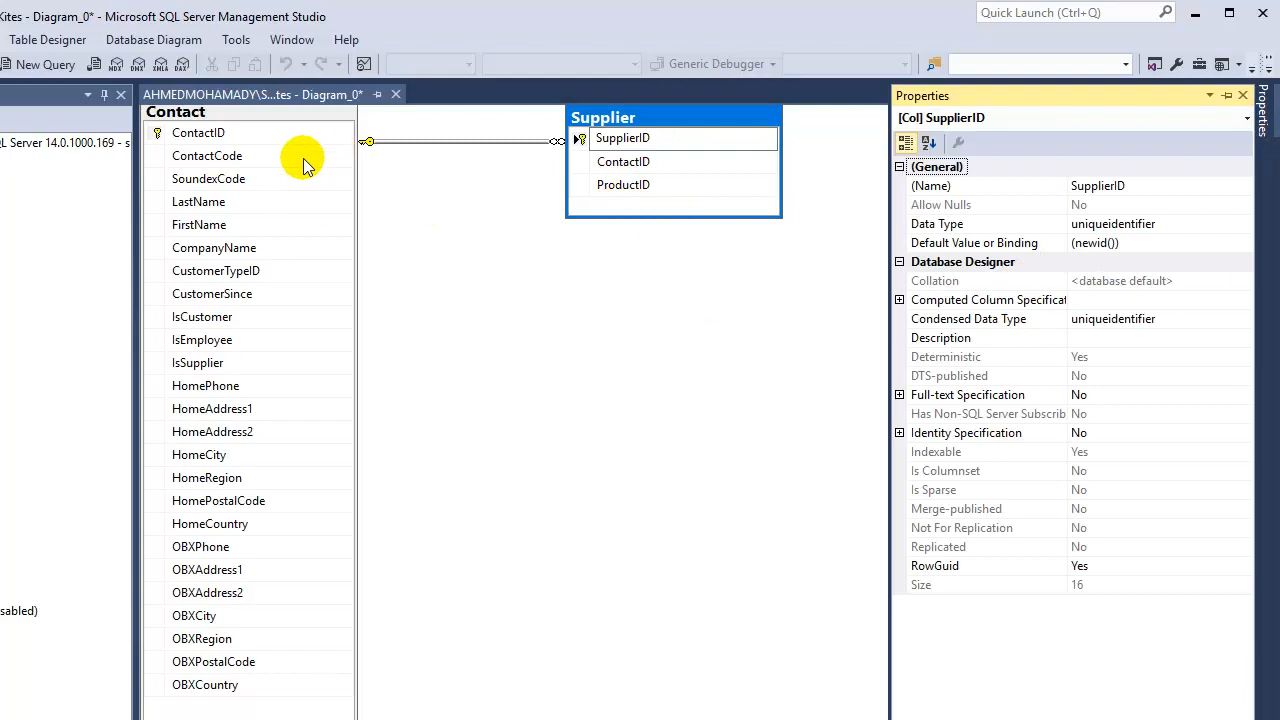 Kites - Diagram_0* - Microsoft SQL Server Management Studio
Quick Launch (Ctrl+Q)
Table Designer Database Diagram Tools Window Help
New Query MDX DMX XMLA DAX Generic Debugger
AHMEDMOHAMADY\S...tes - Diagram_0*
QL Server 14.0.1000.169 - s
sabled)
Contact
ContactID
ContactCode
SoundexCode
LastName
FirstName
CompanyName
CustomerTypeID
CustomerSince
IsCustomer
IsEmployee
IsSupplier
HomePhone
HomeAddress1
HomeAddress2
HomeCity
HomeRegion
HomePostalCode
HomeCountry
OBXPhone
OBXAddress1
OBXAddress2
OBXCity
OBXRegion
OBXPostalCode
OBXCountry
Supplier
SupplierID
ContactID
ProductID
Properties
[Col] SupplierID
(General)
(Name) SupplierID
Allow Nulls No
Data Type uniqueidentifier
Default Value or Binding (newid())
Database Designer
Collation <database default>
Computed Column Specificat
Condensed Data Type uniqueidentifier
Description
Deterministic Yes
DTS-published No
Full-text Specification No
Has Non-SQL Server Subscrib No
Identity Specification No
Indexable Yes
Is Columnset No
Is Sparse No
Merge-published No
Not For Replication No
Replicated No
RowGuid Yes
Size 16
Properties